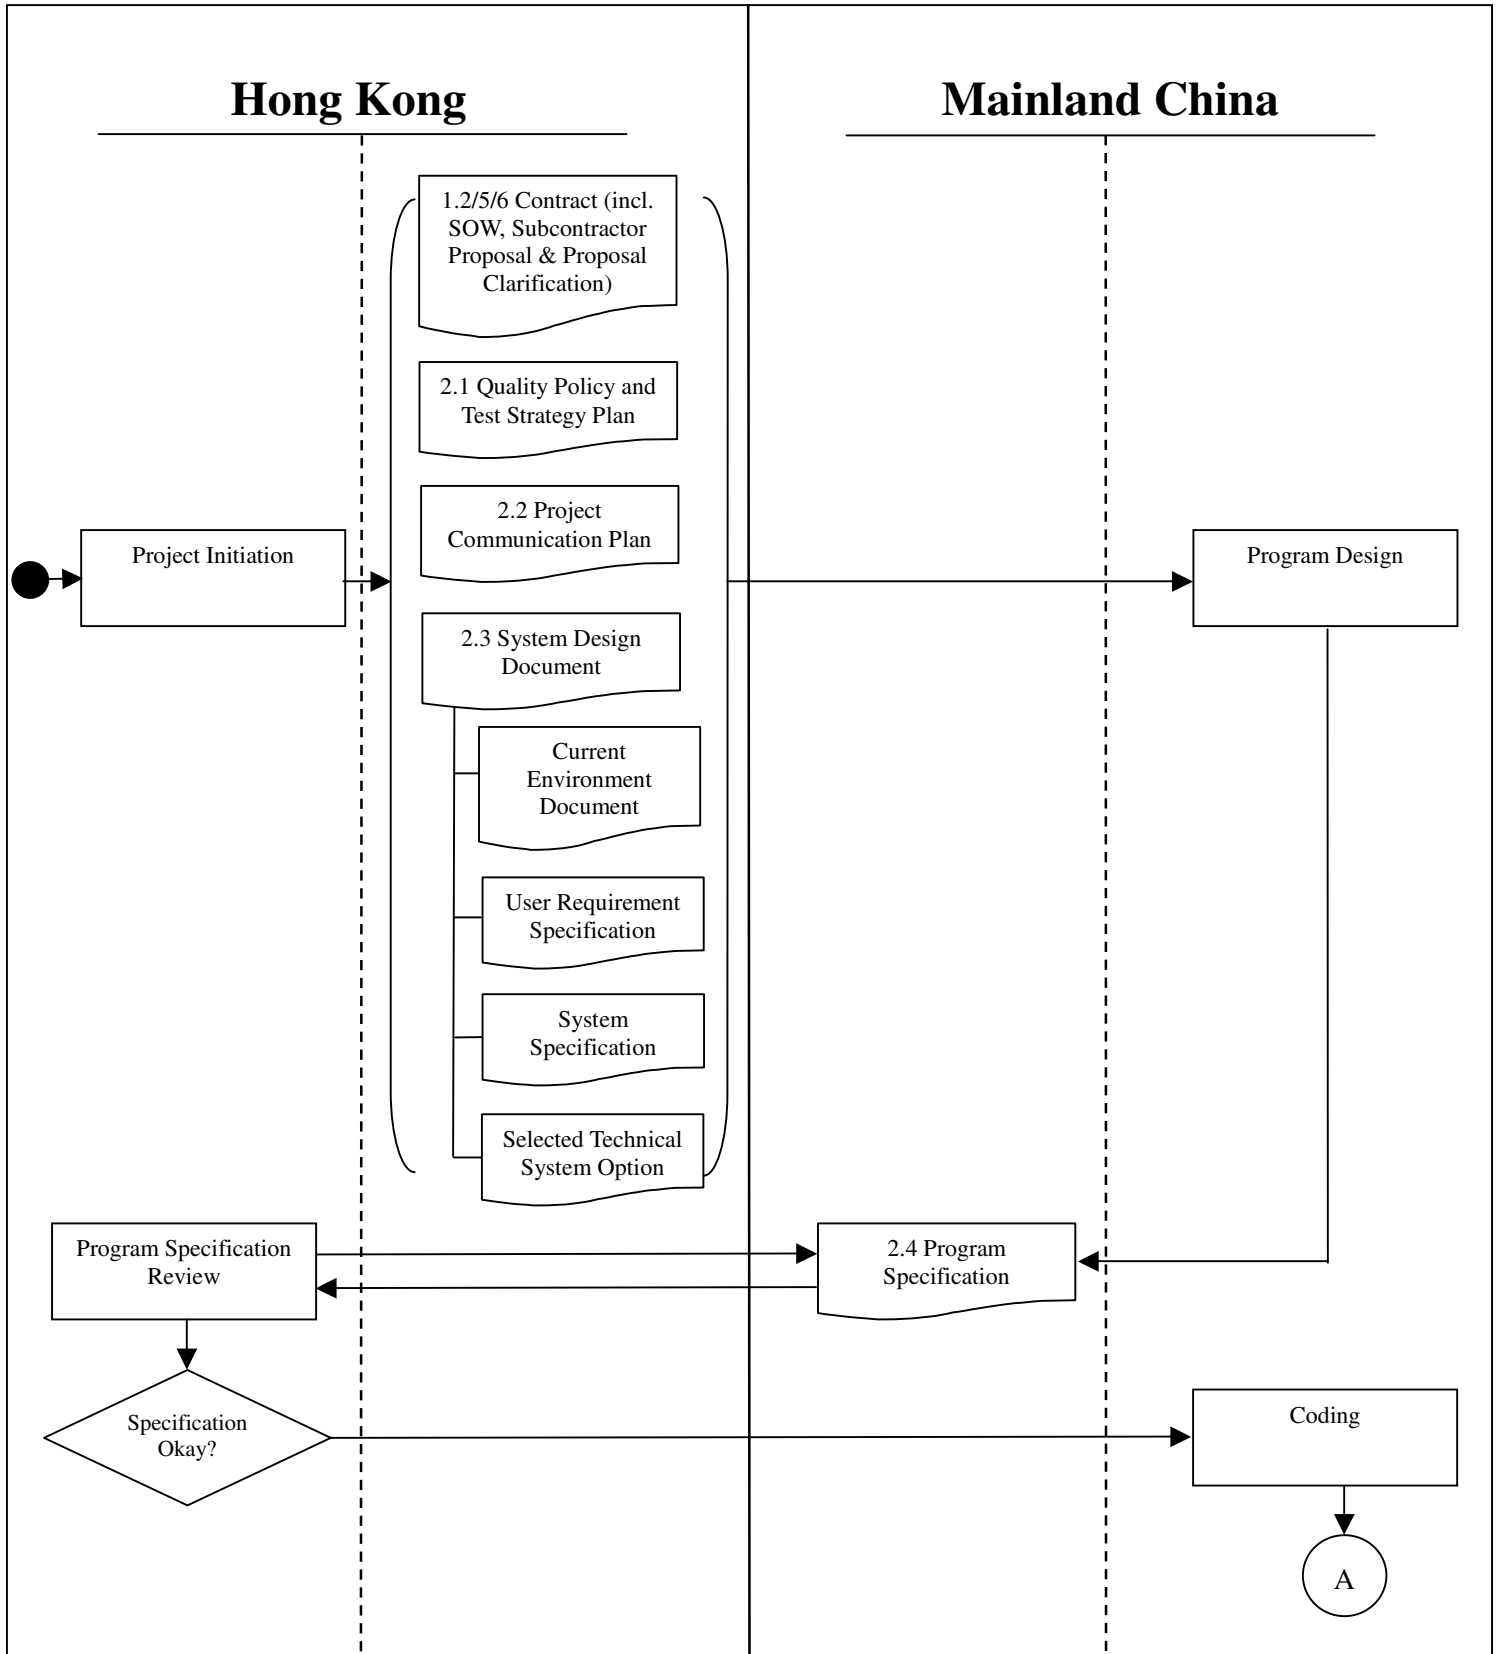 Hong Kong
Mainland China
1.2/5/6 Contract (incl.
SOW, Subcontractor
Proposal & Proposal
Clarification)
2.1 Quality Policy and
Test Strategy Plan
2.2 Project
Communication Plan
Project Initiation
Program Design
2.3 System Design
Document
Current
Environment
Document
User Requirement
Specification
System
Specification
Selected Technical
System Option
Program Specification
Review
2.4 Program
Specification
Specification
Okay?
Coding
A